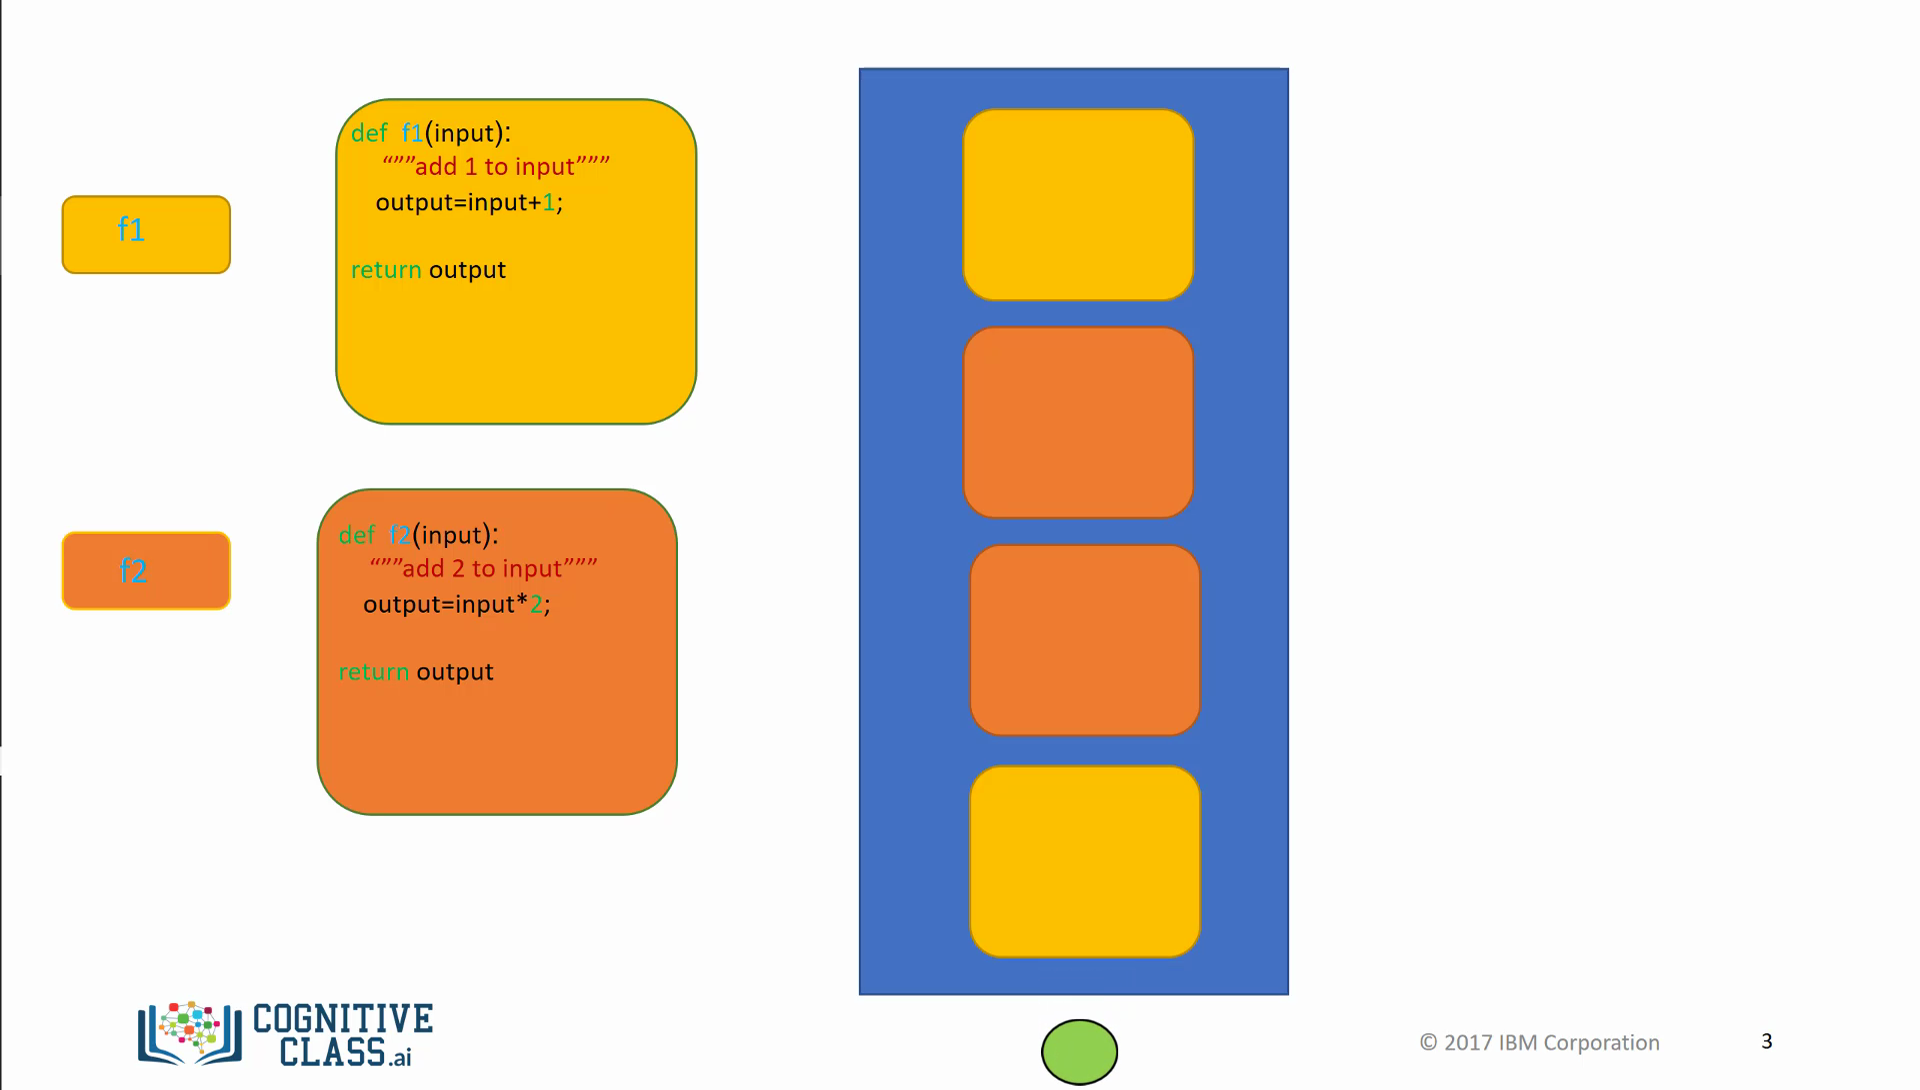 def f1(input):
“””add 1 to input”””
output=input+1;
return output
f1
def f2(input):
“””add 2 to input”””
output=input*2;
return output
f2
COGNITIVE
CLASS.ai
© 2017 IBM Corporation
3